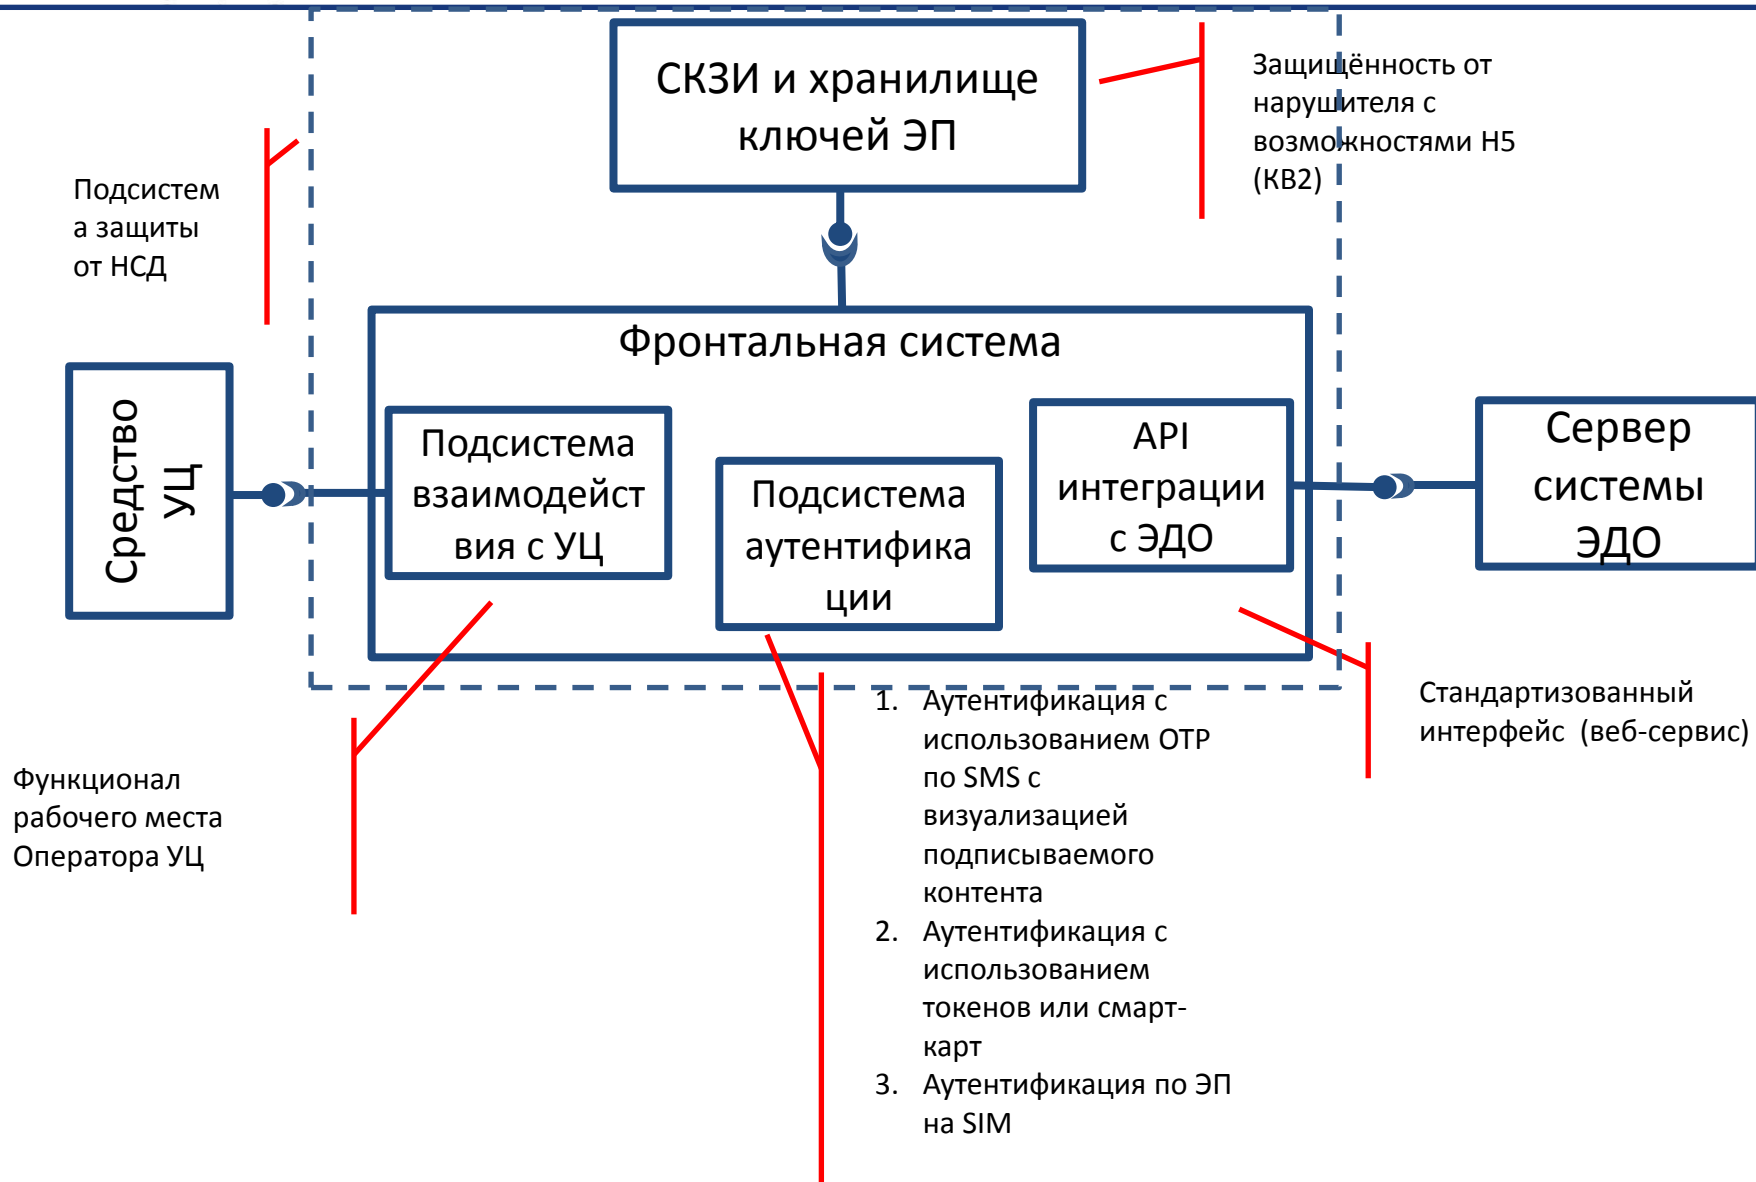 СКЗИ и хранилище
ключей ЭП
Защищённость от
нарушителя с
возможностями Н5
(КВ2)
Подсистем
а защиты
от НСД
Фронтальная система
Средство
УЦ
Подсистема
взаимодейст
вия с УЦ
Подсистема
аутентифика
ции
API
интеграции
с ЭДО
Сервер
системы
ЭДО
Функционал
рабочего места
Оператора УЦ
1. Аутентификация с
использованием OTP
по SMS с
визуализацией
подписываемого
контента
2. Аутентификация с
использованием
токенов или смарт-
карт
3. Аутентификация по ЭП
на SIM
Стандартизованный
интерфейс (веб-сервис)